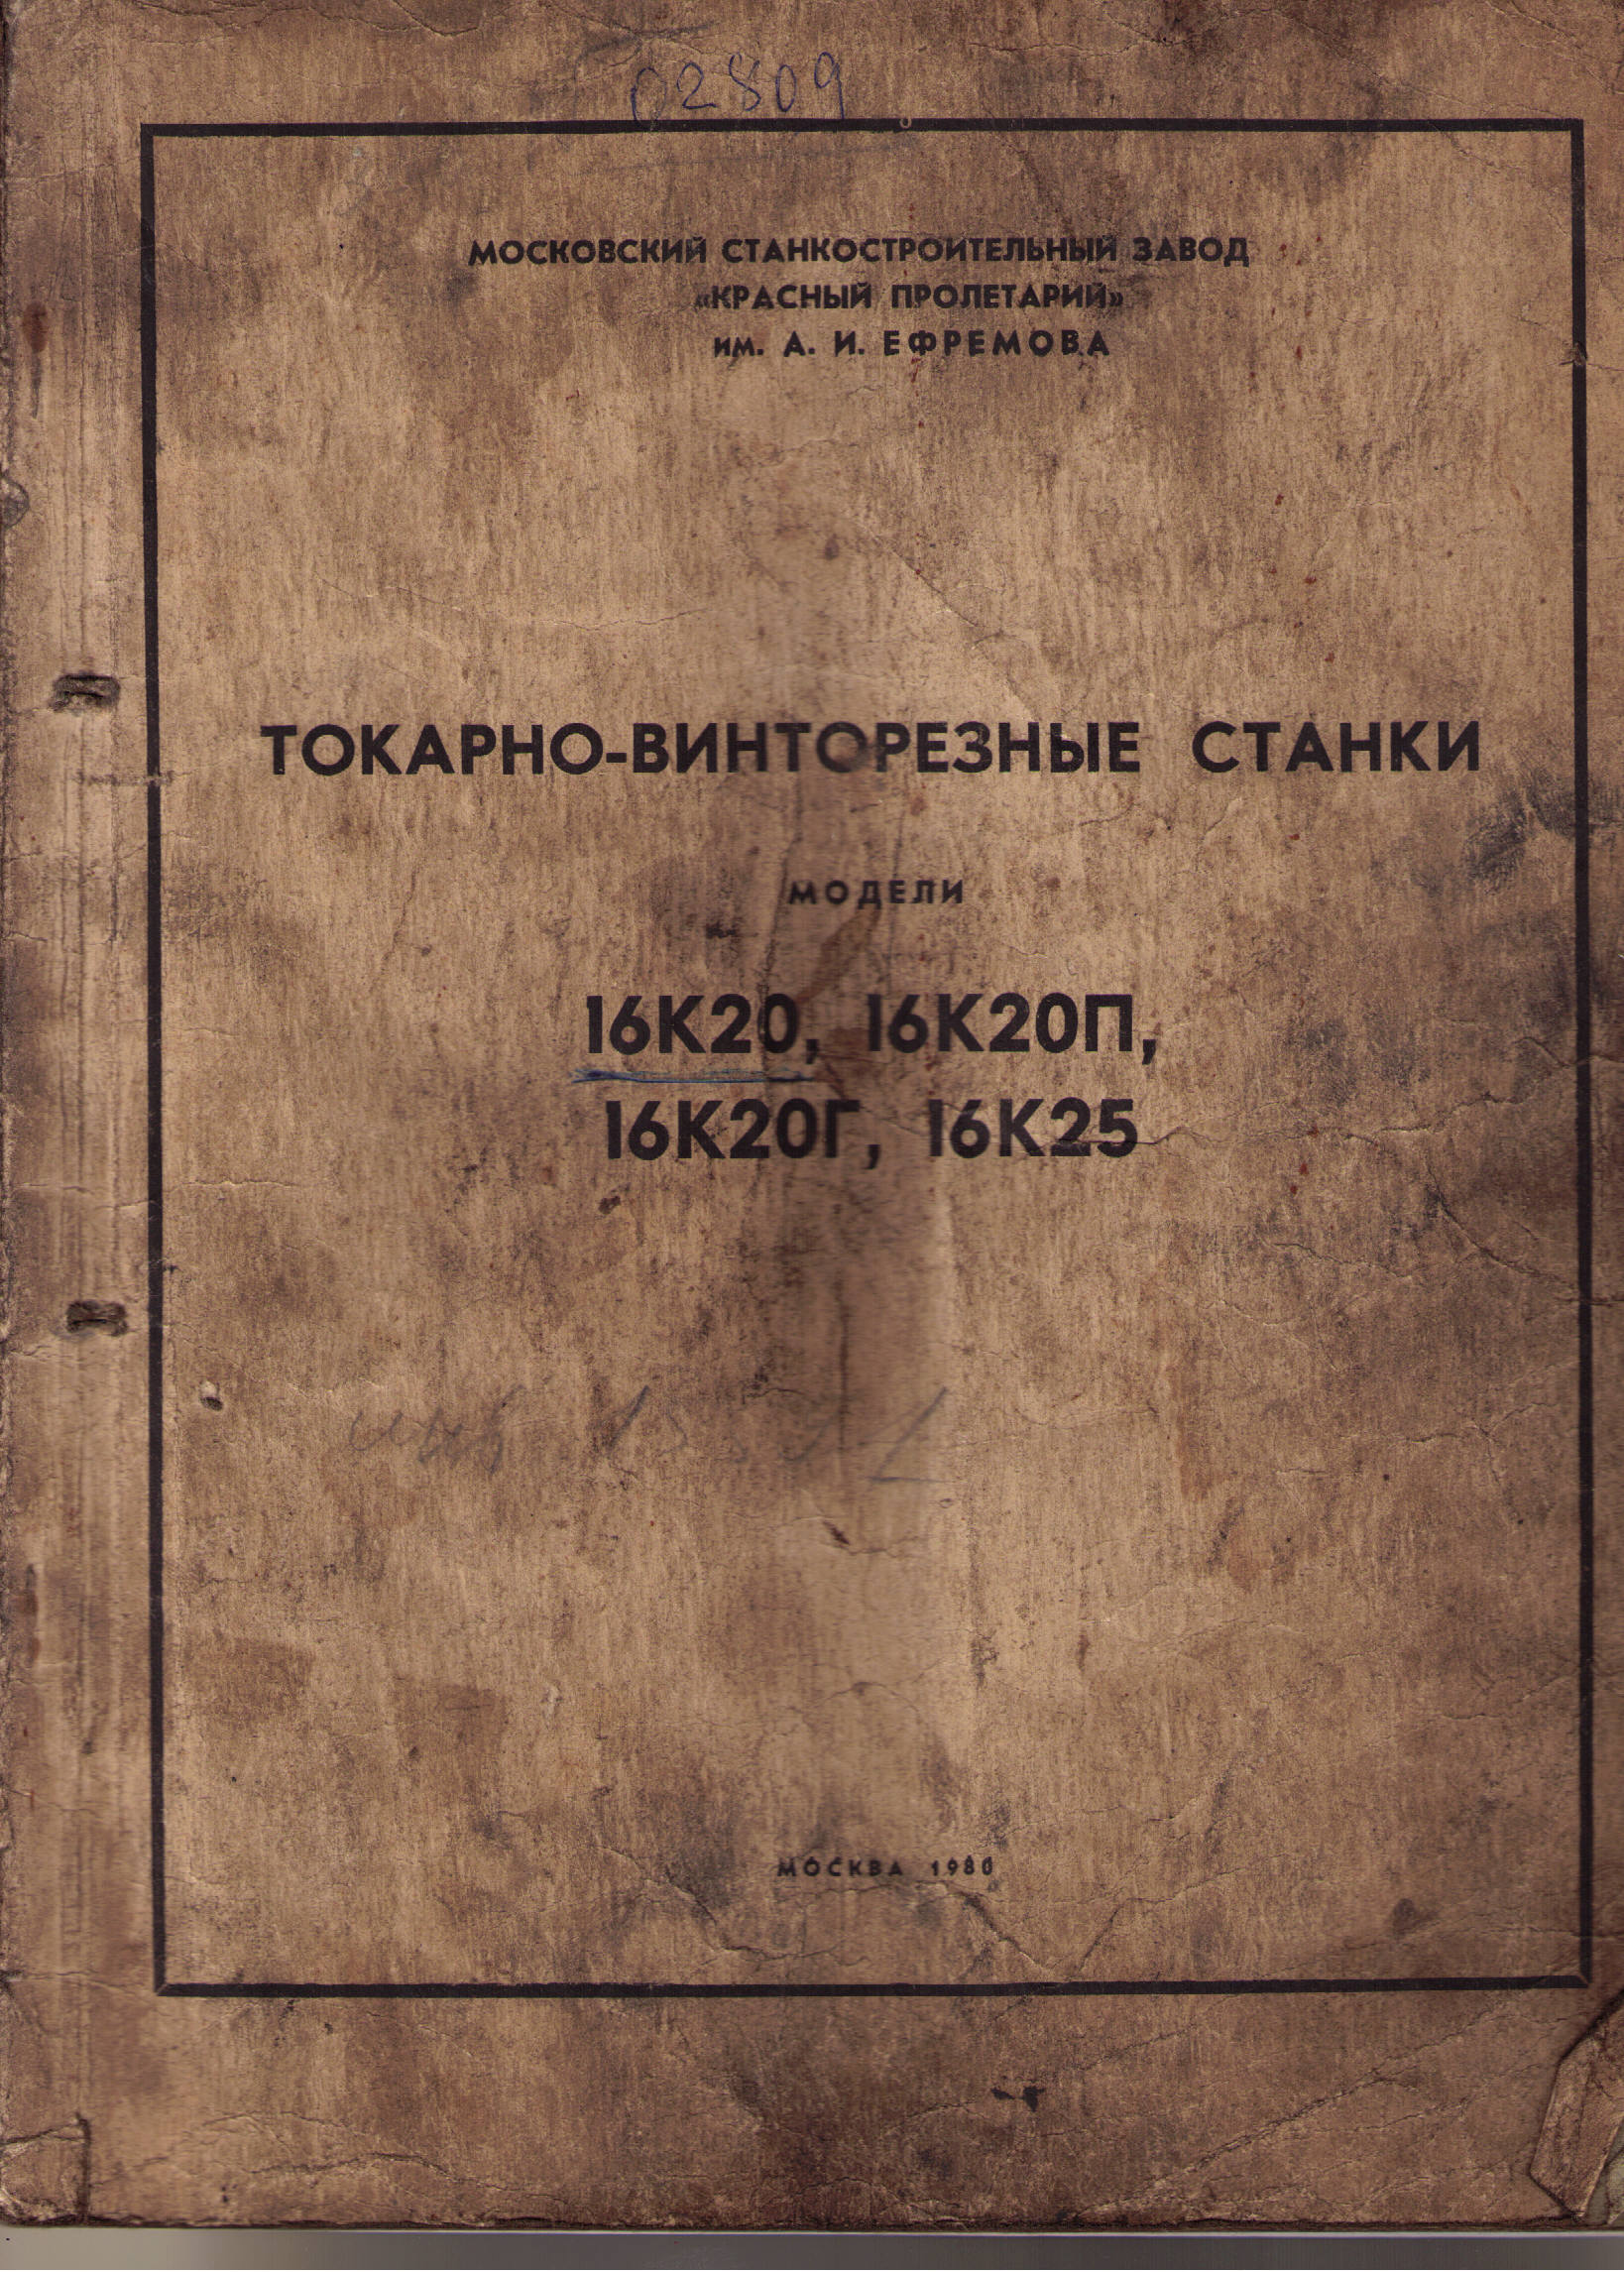 02809
МОСКОВСКИЙ СТАНКОСТРОИТЕЛЬНЫЙ ЗАВОД
«КРАСНЫЙ ПРОЛЕТАРИЙ»
им. А. И. ЕФРЕМОВА
ТОКАРНО-ВИНТОРЕЗНЫЕ СТАНКИ
МОДЕЛИ
16К20, 16К20П,
16К20Г, 16К25
МОСКВА 1980